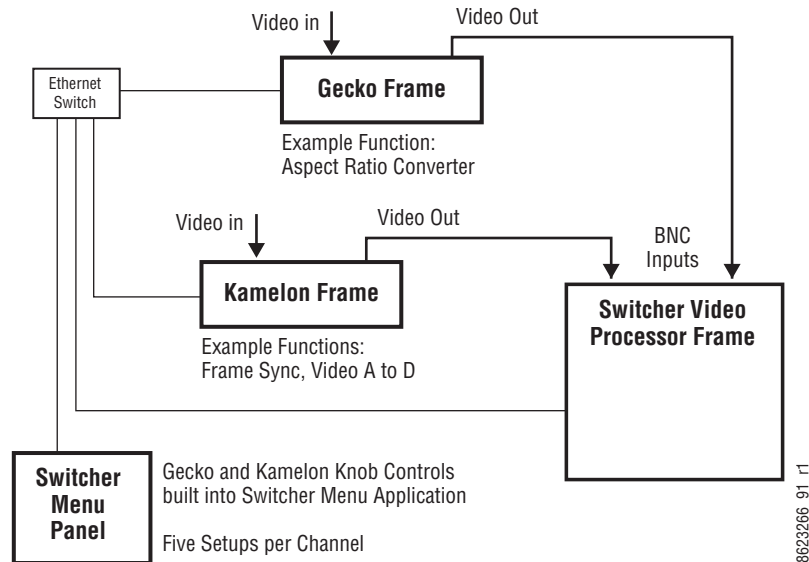 Video in
Video Out
Ethernet
Switch
Gecko Frame
Example Function:
Aspect Ratio Converter
Video in
Video Out
BNC
Inputs
Kamelon Frame
Switcher Video
Processor Frame
Example Functions:
Frame Sync, Video A to D
Switcher
Menu
Panel
Gecko and Kamelon Knob Controls
built into Switcher Menu Application
Five Setups per Channel
8623266_91_r1